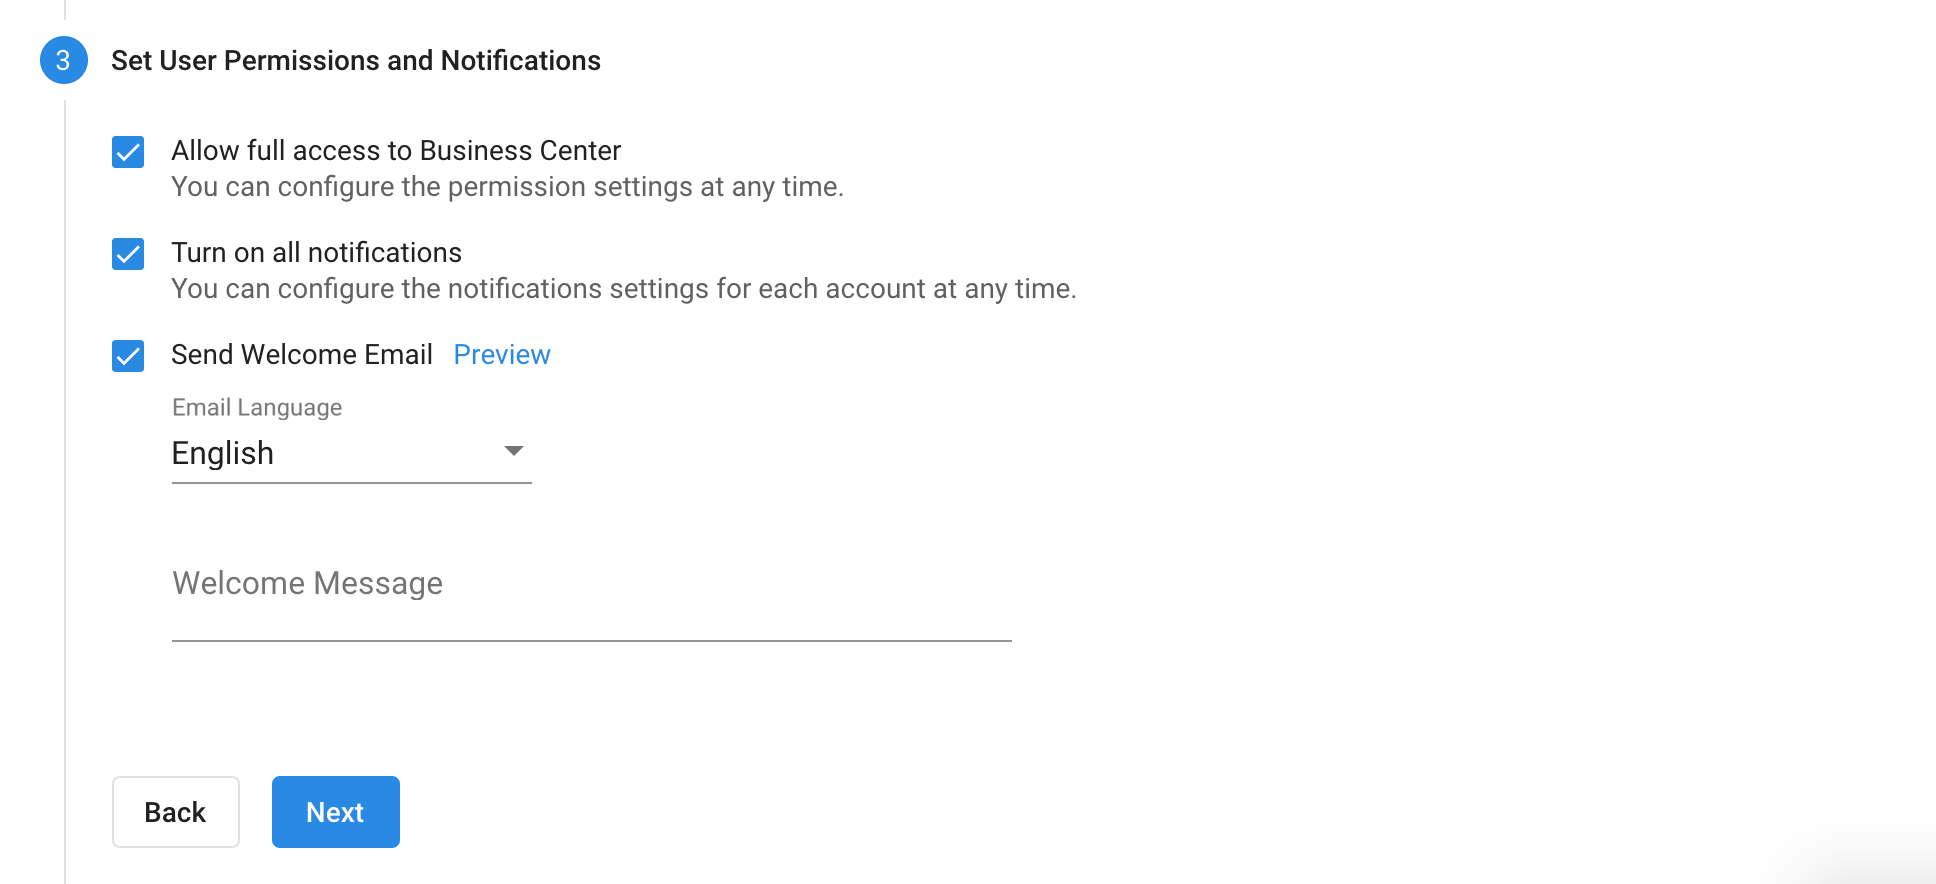 3 Set User Permissions and Notifications
Allow full access to Business Center
You can configure the permission settings at any time.
Turn on all notifications
You can configure the notifications settings for each account at any time.
Send Welcome Email Preview
Email Language
English
Welcome Message
Back Next